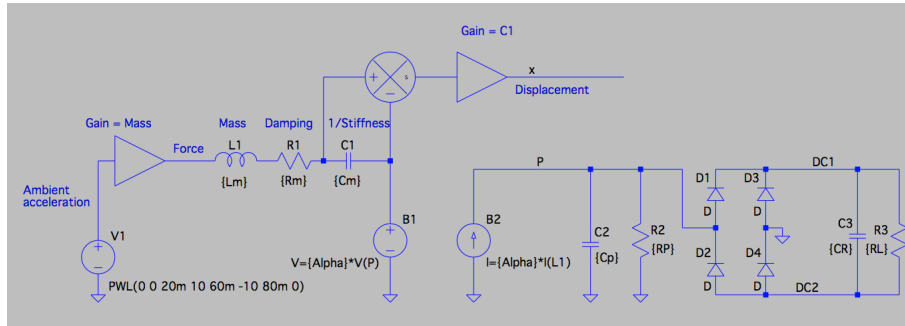 Gain = C1
+
s
−
x
Displacement
Gain = Mass
Mass
Damping
1/Stiffness
Force
L1
R1
C1
{Lm}
{Rm}
{Cm}
Ambient
acceleration
V1
+
−
PWL(0 0 20m 10 60m -10 80m 0)
B1
+
−
V={Alpha}*V(P)
B2
I={Alpha}*I(L1)
P
C2
{Cp}
R2
{RP}
D1
D
D3
D
D2
D
D4
D
DC1
DC2
C3
{CR}
R3
{RL}